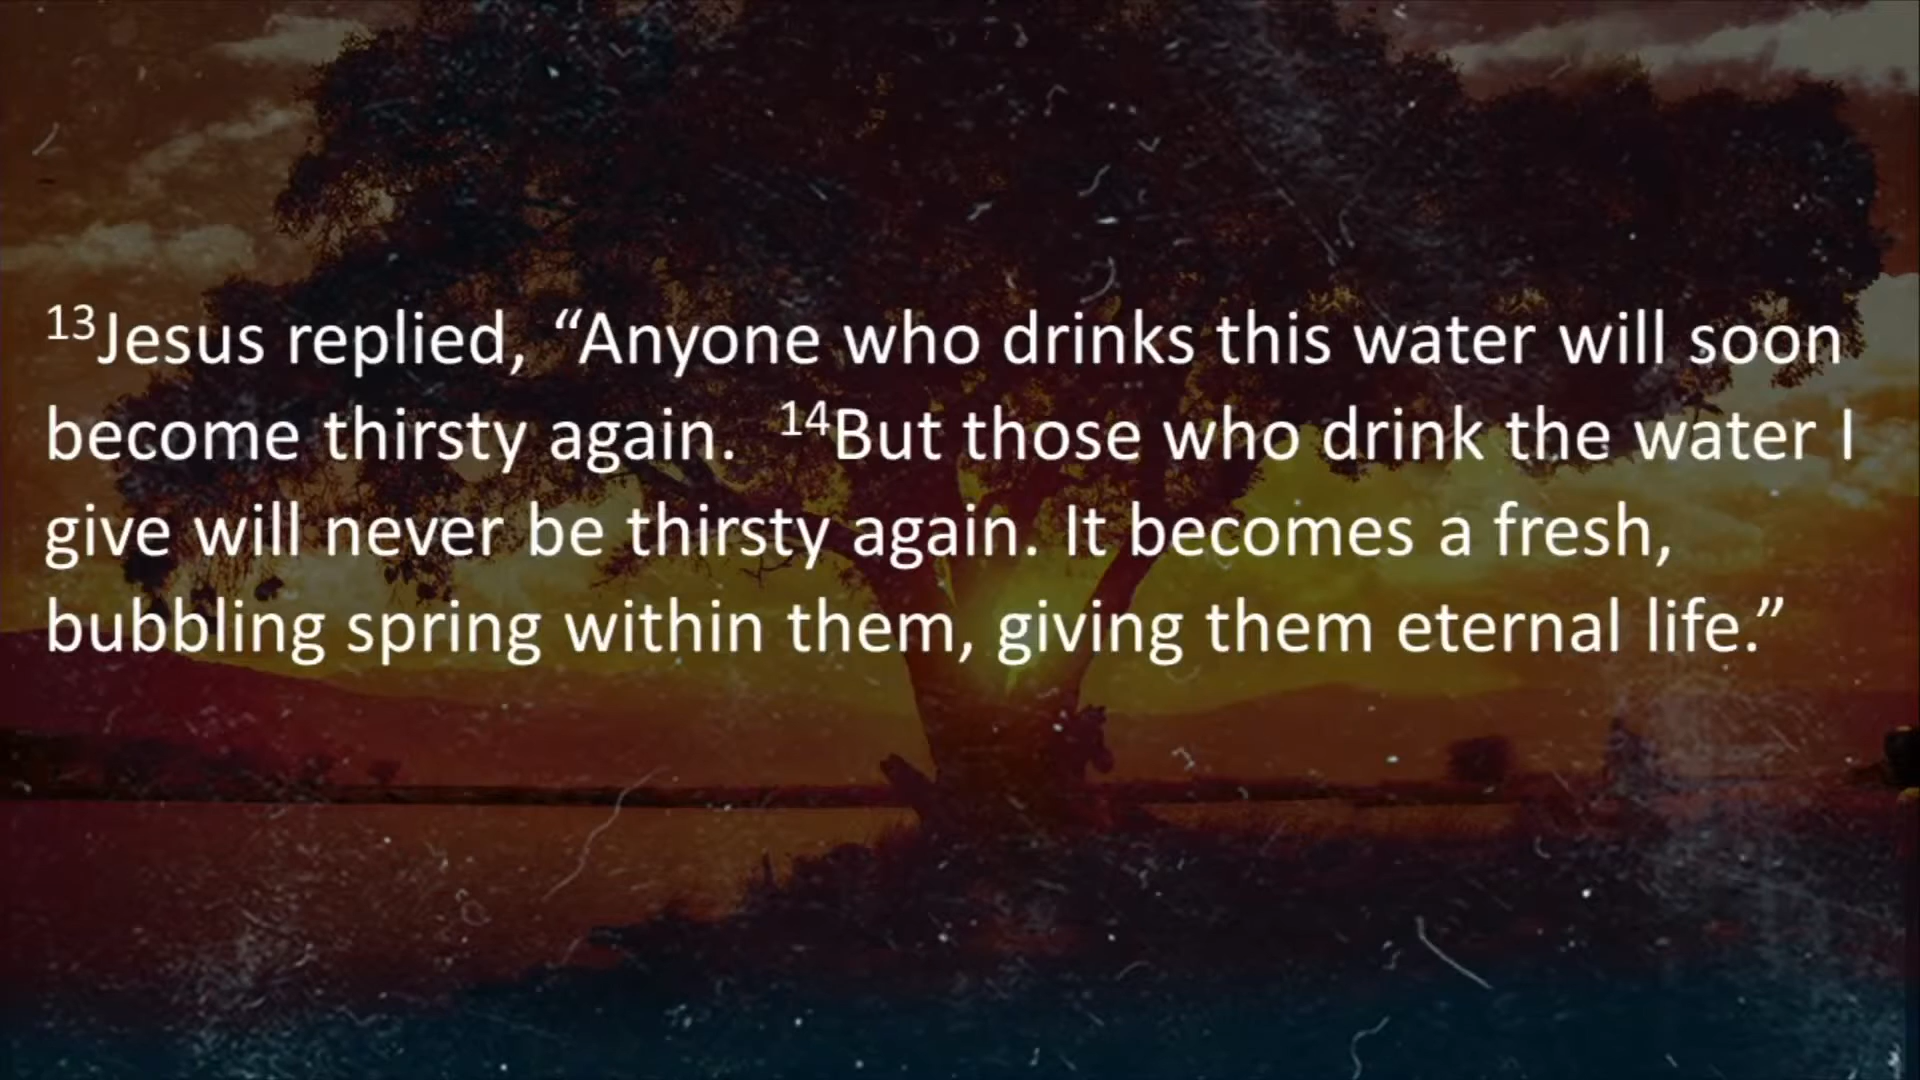 13Jesus replied, “Anyone who drinks this water will soon
become thirsty again.  14But those who drink the water I
give will never be thirsty again. It becomes a fresh,
bubbling spring within them, giving them eternal life.”